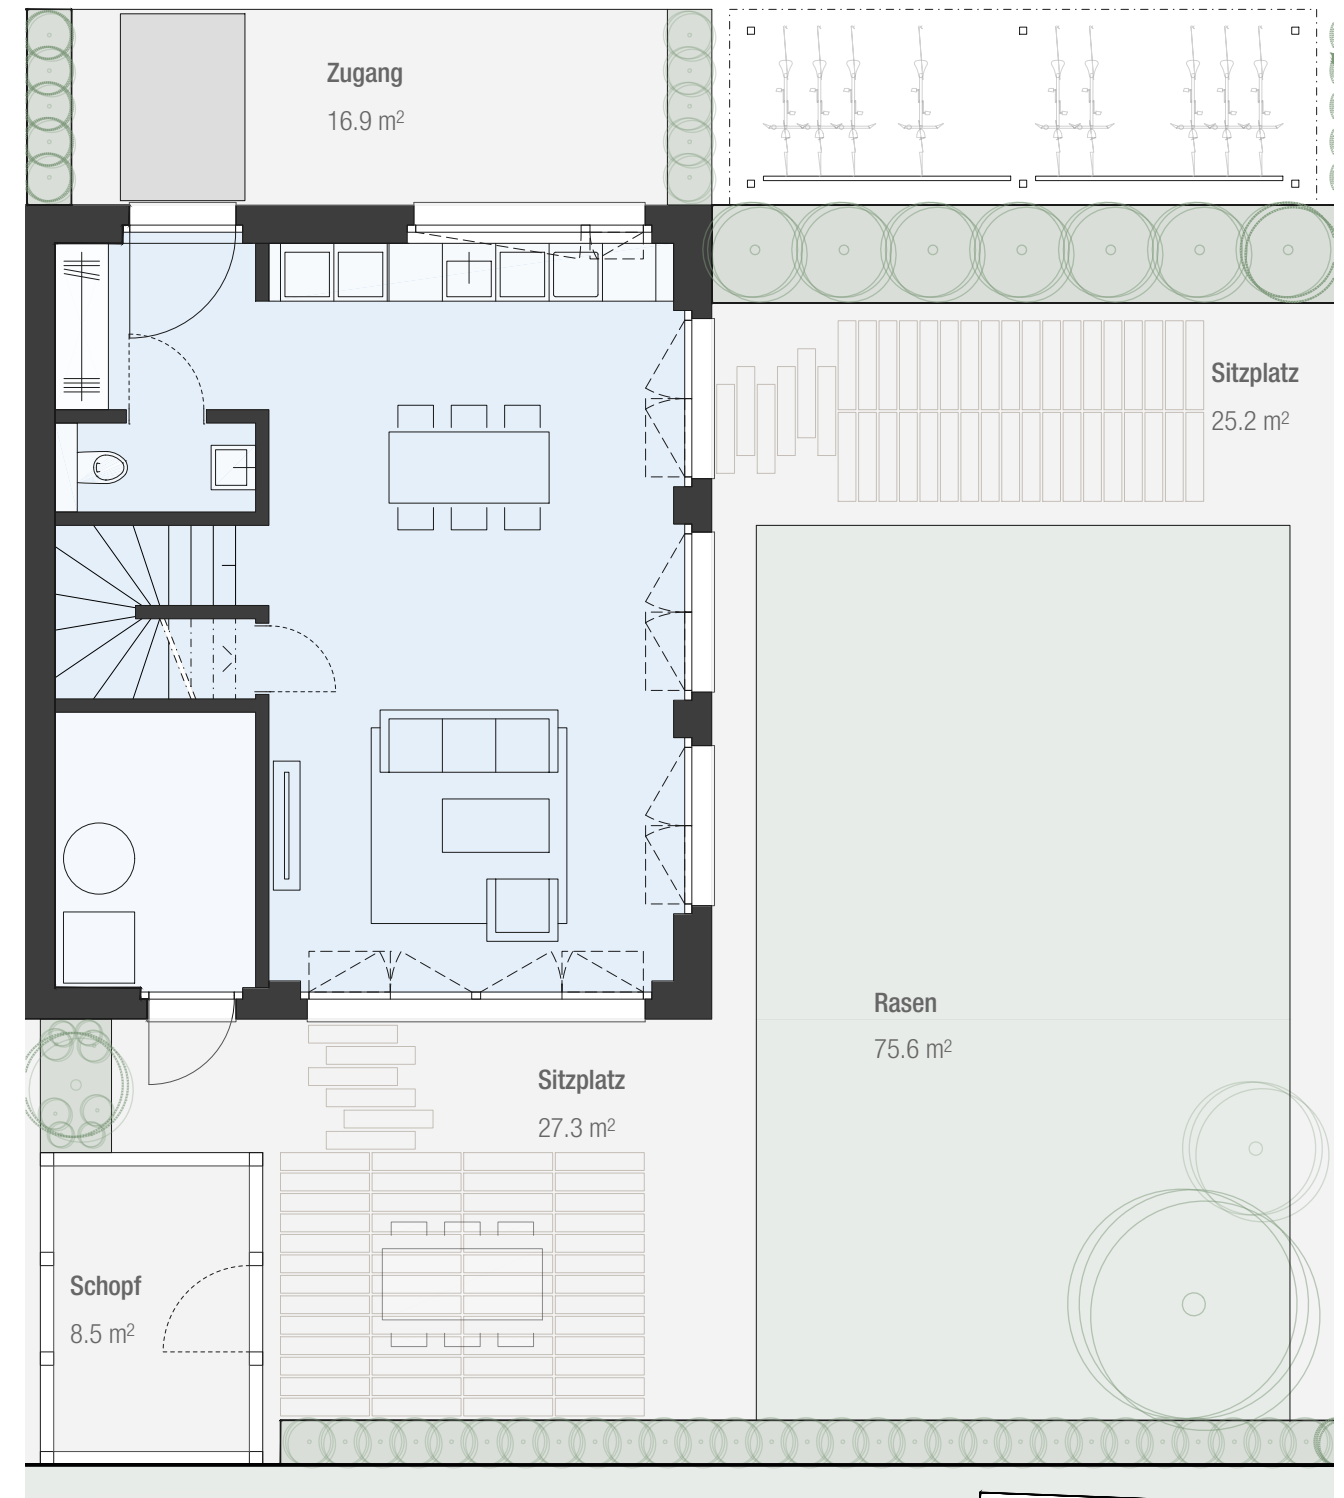 Zugang
16.9 m²
Sitzplatz
25.2 m²
Rasen
75.6 m²
Sitzplatz
27.3 m²
Schopf
8.5 m²